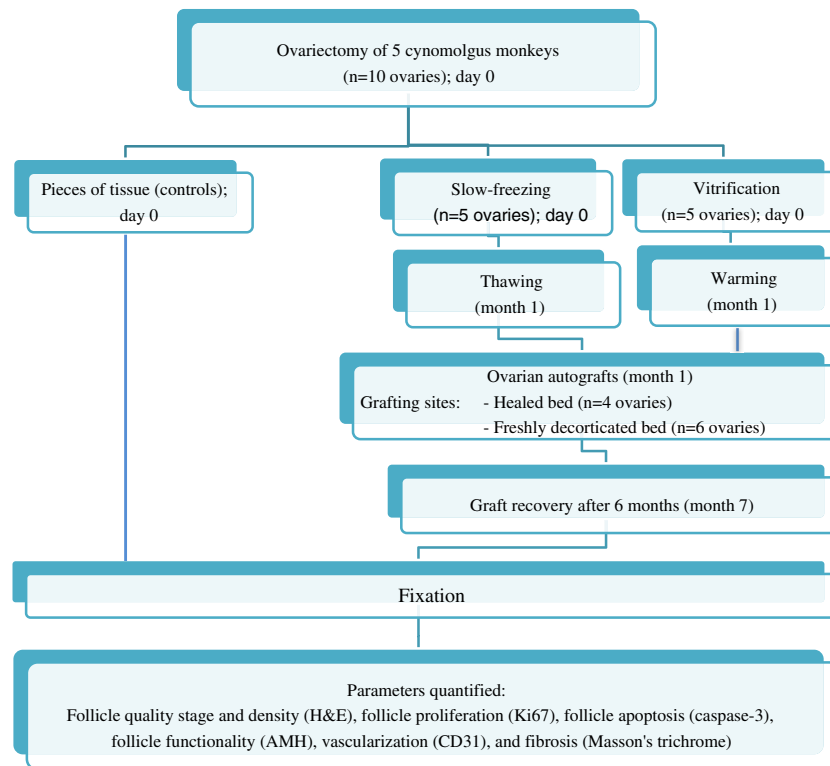 Ovariectomy of 5 cynomolgus monkeys
(n=10 ovaries); day 0
Pieces of tissue (controls);
day 0
Slow-freezing
(n=5 ovaries); day 0
Vitrification
(n=5 ovaries); day 0
Thawing
(month 1)
Warming
(month 1)
Ovarian autografts (month 1)
Grafting sites: - Healed bed (n=4 ovaries)
- Freshly decorticated bed (n=6 ovaries)
Graft recovery after 6 months (month 7)
Fixation
Parameters quantified:
Follicle quality stage and density (H&E), follicle proliferation (Ki67), follicle apoptosis (caspase-3),
follicle functionality (AMH), vascularization (CD31), and fibrosis (Masson's trichrome)